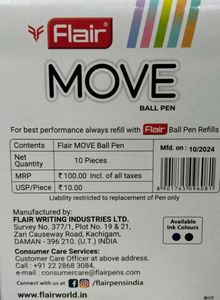 Flair
MOVE
BALL PEN
For best performance always refill with Flair Ball Pen Refills
Contents Flair MOVE Ball Pen
Net Quantity 10 Pieces
MRP ₹100.00 Incl. of all taxes
USP/Piece ₹10.00
Mfd. on : 10/2024
8901765096081
Liability restricted to replacement of Pen only
Manufactured by:
FLAIR WRITING INDUSTRIES LTD.
Survey No. 377/1, Plot No. 19 & 21,
Zari Causeway Road, Kachigam,
DAMAN - 396 210. (U.T.) INDIA
Consumer Care Services:
Customer Care Officer at above address.
Call : +91 22 2868 3084,
e-mail : consumercare@flairpens.com
/flairpensindia
www.flairworld.in
Available
Ink Colours